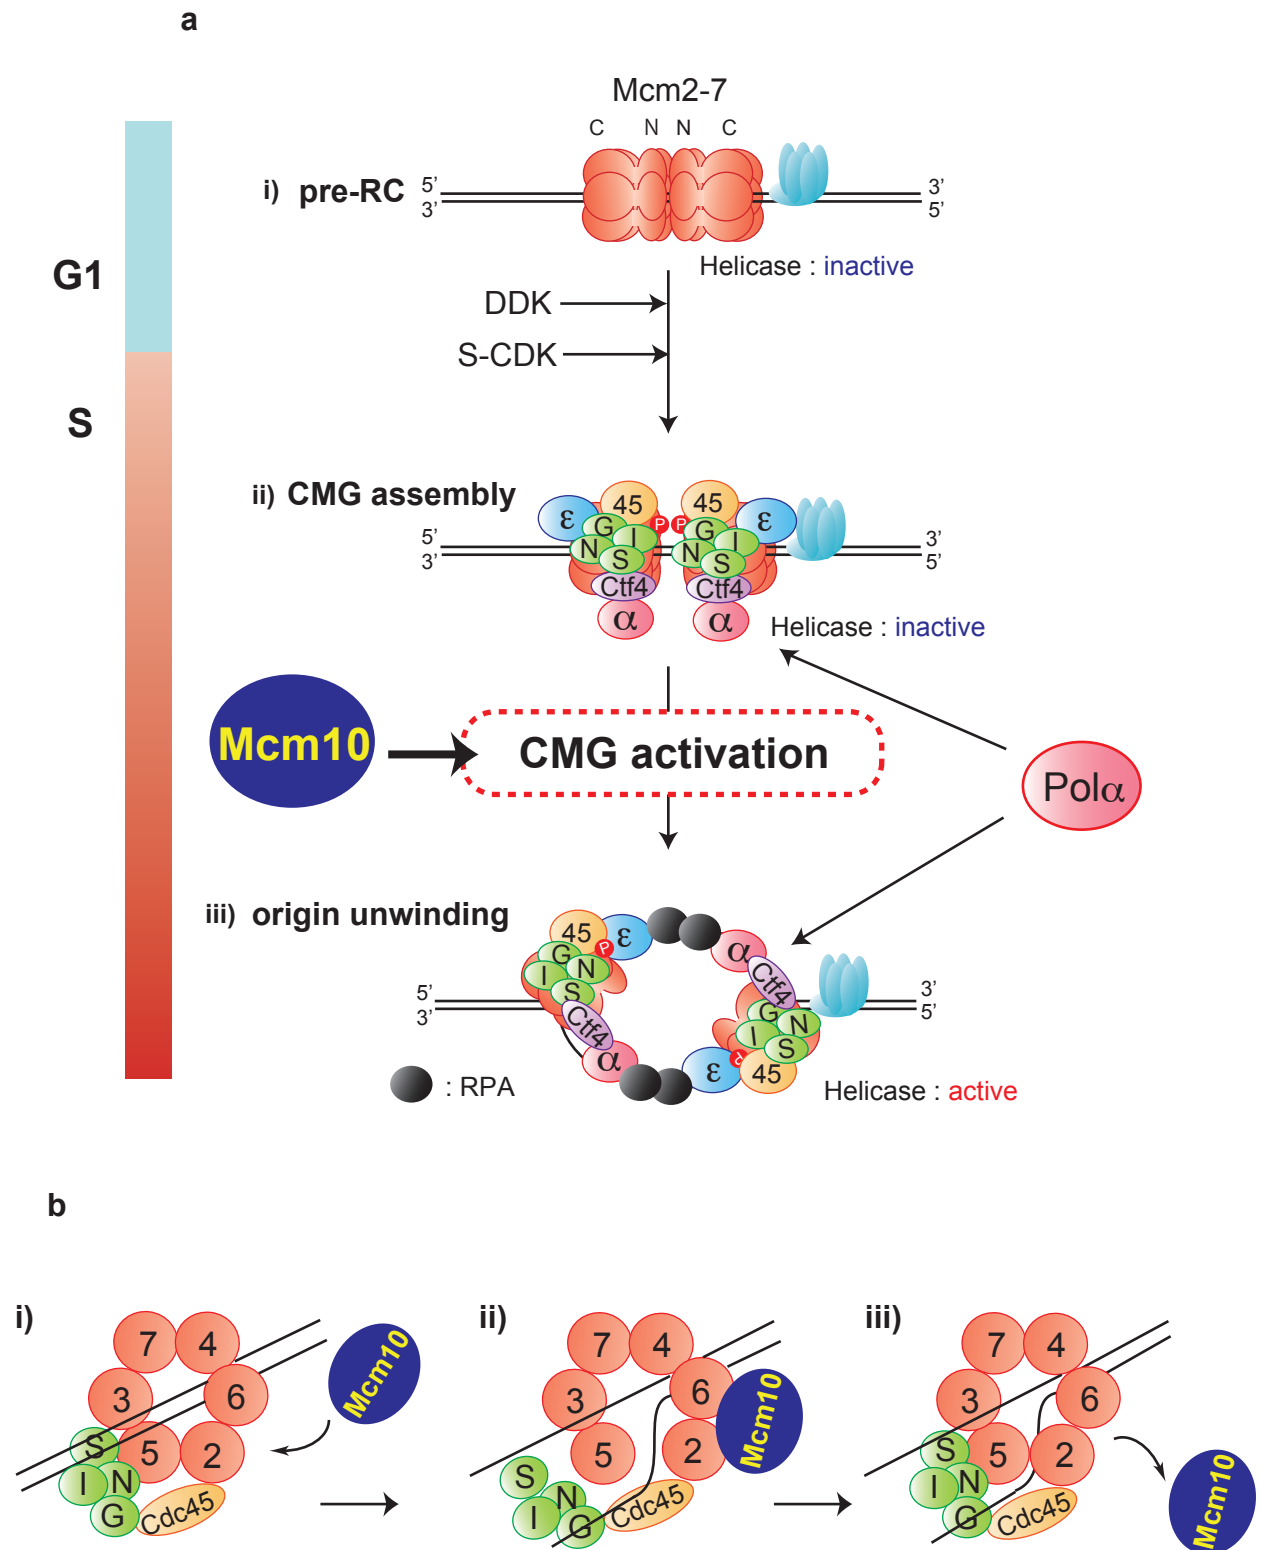 a
Mcm2-7
C N N C
i) pre-RC
5' 3'
3' 5'
G1
Helicase : inactive
DDK
S-CDK
S
ii) CMG assembly
ε 45 P P 45 ε
G I N S G I N S
5' 3'
3' 5'
Ctf4 Ctf4
α α
Helicase : inactive
Mcm10
CMG activation
Polα
iii) origin unwinding
45 P ε α
G N I S Ctf4
5' 3'
3' 5'
Ctf4 G N I S
α ε P 45
: RPA
Helicase : active
b
i) ii) iii)
7 4 Mcm10 7 4 7 4
3 6 3 6 Mcm10 3 6
S 5 2 5 2 S 5 2
I N S I N
G Cdc45 I N G Cdc45 G Cdc45 Mcm10